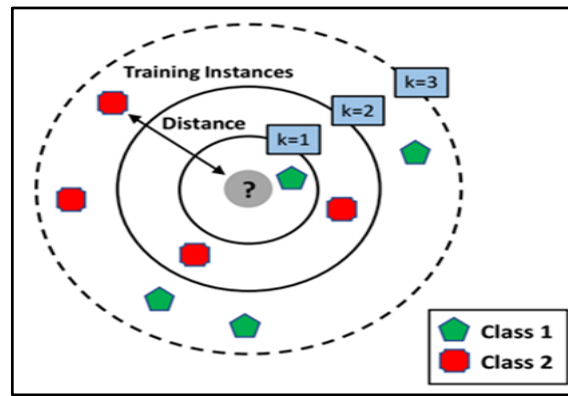 Training Instances
k=3
k=2
Distance
k=1
?
Class 1
Class 2